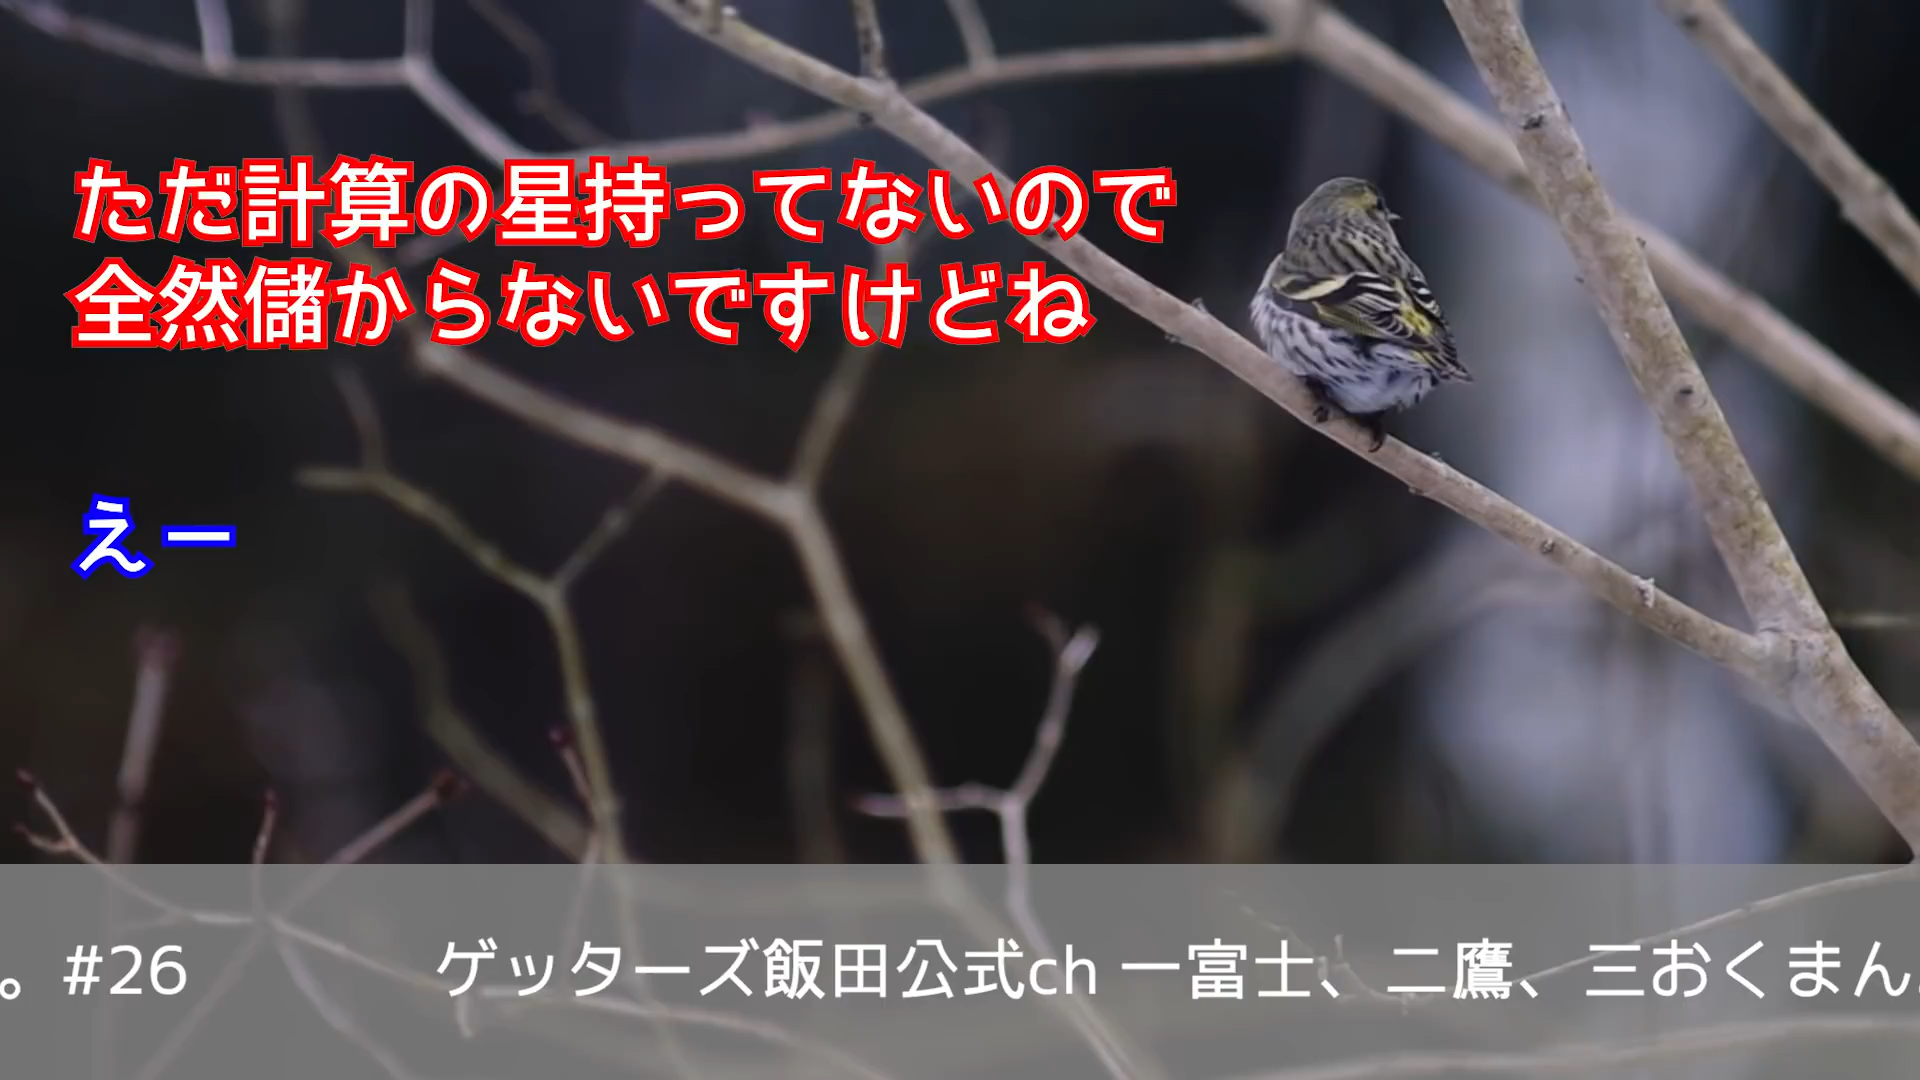 ただ計算の星持ってないので
全然儲からないですけどね
えー
。#26 ゲッターズ飯田公式ch 一富士、二鷹、三おくまん